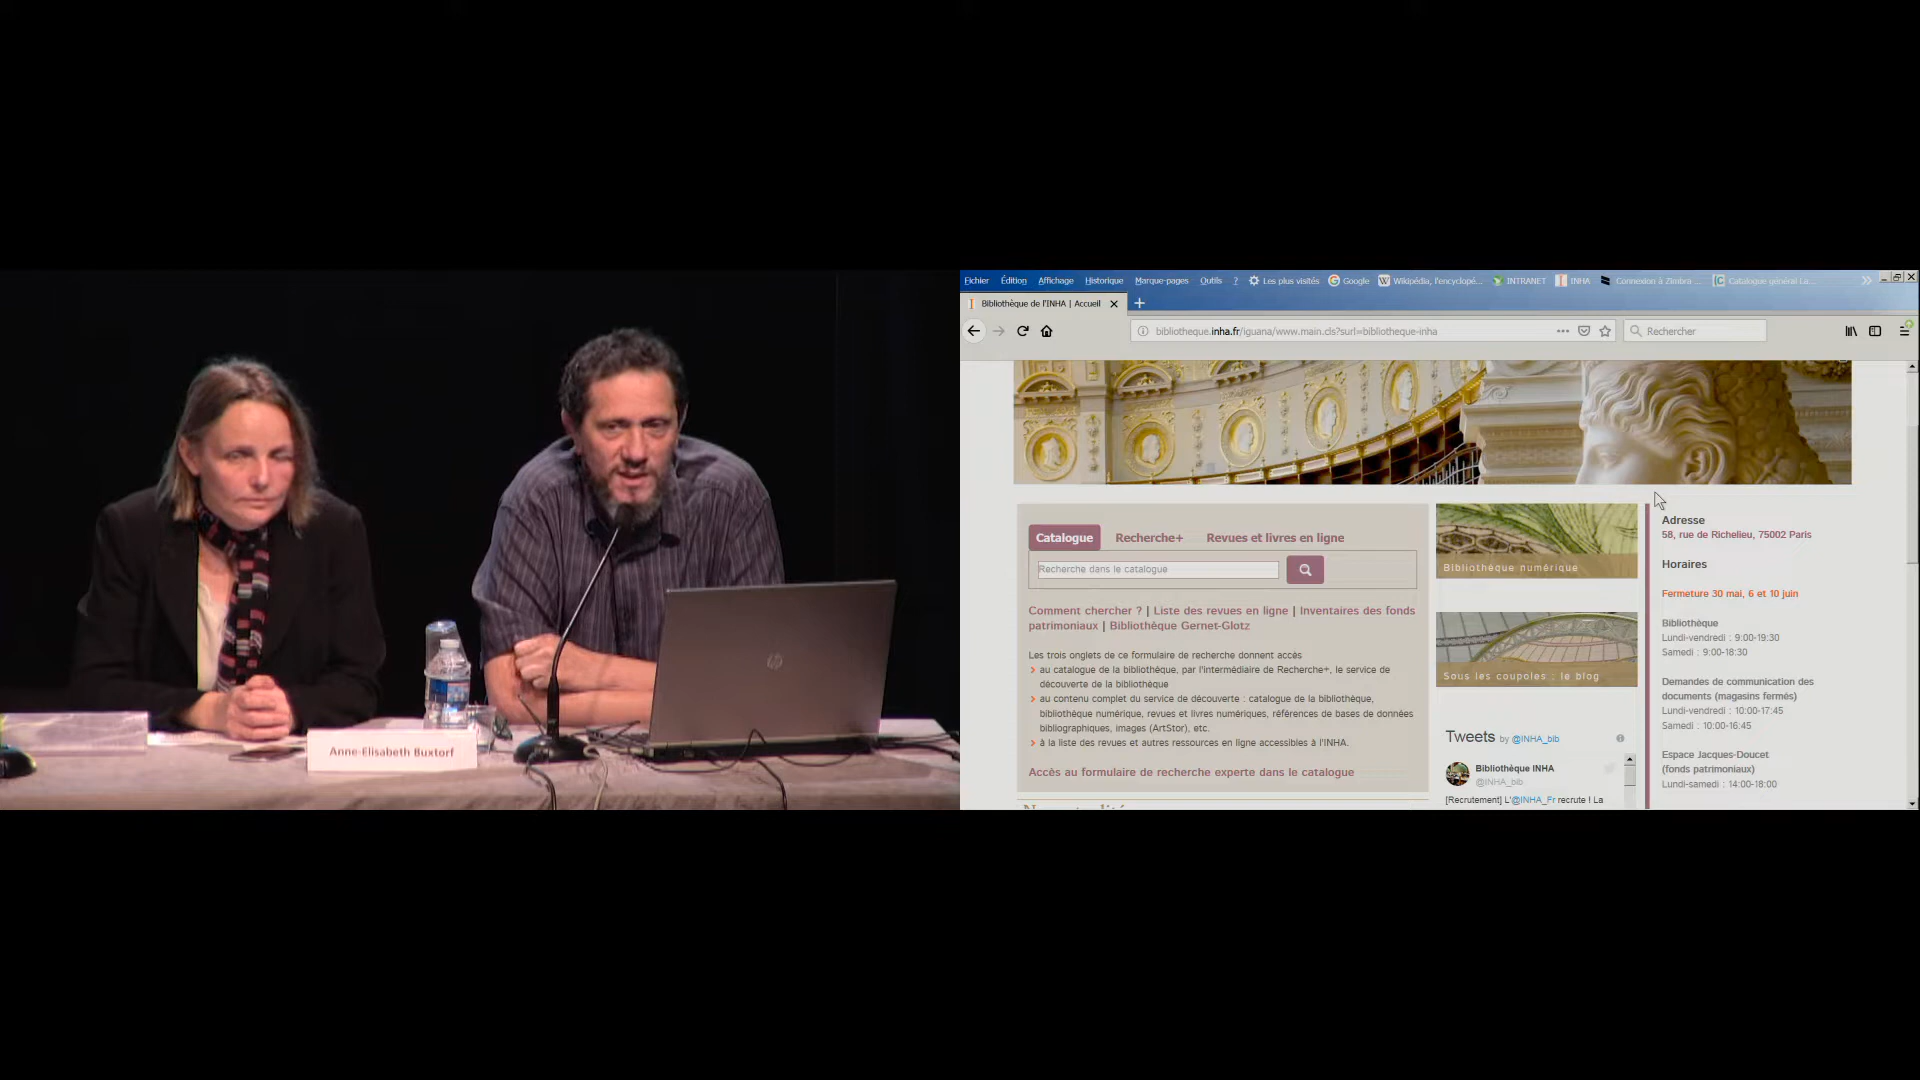 Anne-Elisabeth Buxtorf
hp
Fichier Édition Affichage Historique Marque-pages Outils ? Les plus visités Google Wikipédia, l'encyclopé... INTRANET INHA Connexion à Zimbra ... Catalogue général La...
Bibliothèque de l'INHA | Accueil
bibliotheque.inha.fr/iguana/www.main.cls?surl=bibliotheque-inha
Rechercher
Catalogue Recherche+ Revues et livres en ligne
Recherche dans le catalogue
Comment chercher ? | Liste des revues en ligne | Inventaires des fonds
patrimoniaux | Bibliothèque Gernet-Glotz
Les trois onglets de ce formulaire de recherche donnent accès
au catalogue de la bibliothèque, par l'intermédiaire de Recherche+, le service de
découverte de la bibliothèque
au contenu complet du service de découverte : catalogue de la bibliothèque,
bibliothèque numérique, revues et livres numériques, références de bases de données
bibliographiques, images (ArtStor), etc.
à la liste des revues et autres ressources en ligne accessibles à l'INHA.
Accès au formulaire de recherche experte dans le catalogue
Bibliothèque numérique
Sous les coupoles : le blog
Tweets by @INHA_bib
Bibliothèque INHA
@INHA_bib
[Recrutement] L'@INHA_Fr recrute ! La
Adresse
58, rue de Richelieu, 75002 Paris
Horaires
Fermeture 30 mai, 6 et 10 juin
Bibliothèque
Lundi-vendredi : 9:00-19:30
Samedi : 9:00-18:30
Demandes de communication des
documents (magasins fermés)
Lundi-vendredi : 10:00-17:45
Samedi : 10:00-16:45
Espace Jacques-Doucet
(fonds patrimoniaux)
Lundi-samedi : 14:00-18:00